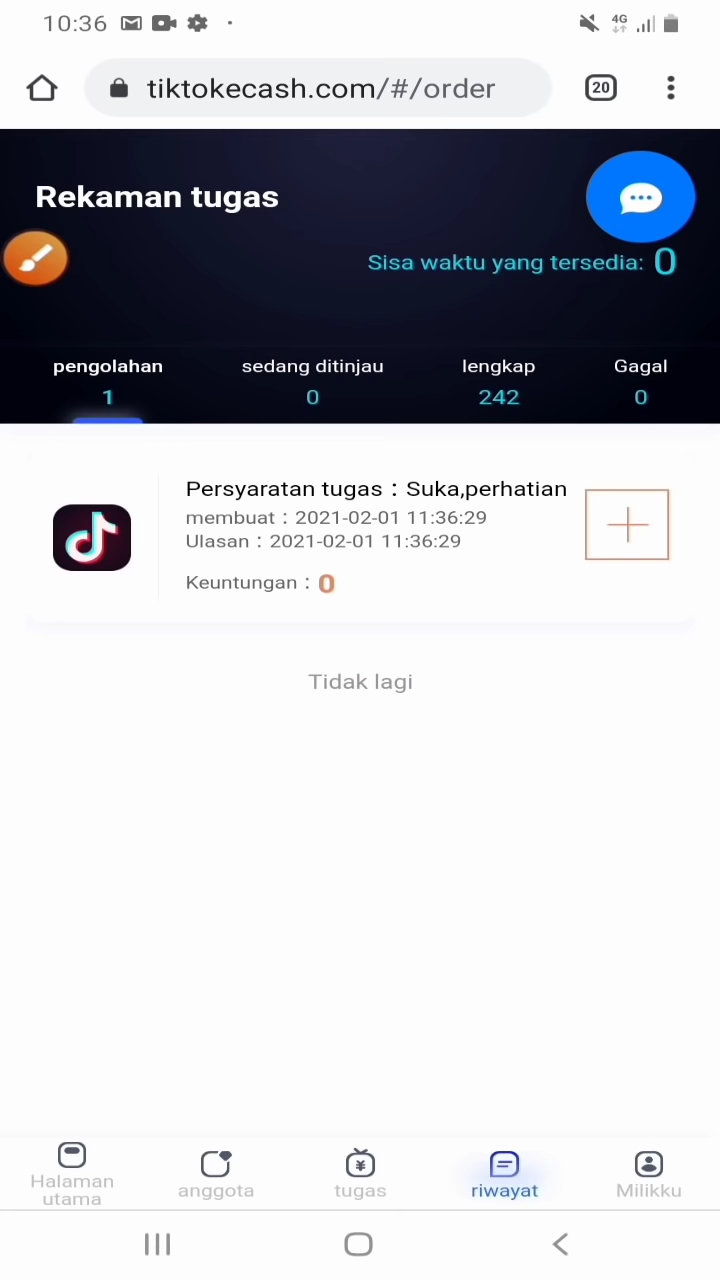 10:36
4G
tiktokecash.com/#/order
20
Rekaman tugas
Sisa waktu yang tersedia: 0
pengolahan
sedang ditinjau
lengkap
Gagal
1
0
242
0
Persyaratan tugas：Suka,perhatian
membuat：2021-02-01 11:36:29
Ulasan：2021-02-01 11:36:29
Keuntungan：0
Tidak lagi
Halaman utama
anggota
¥
tugas
riwayat
Milikku